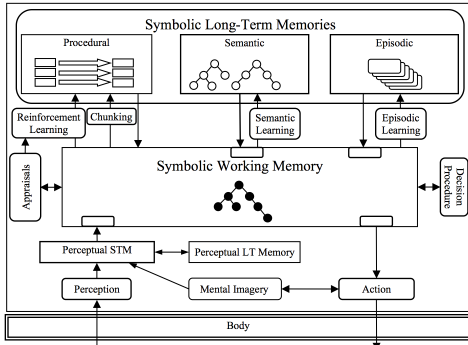 Symbolic Long-Term Memories
Procedural
Semantic
Episodic
Reinforcement
Learning
Chunking
Semantic
Learning
Episodic
Learning
Appraisals
Symbolic Working Memory
Decision
Procedure
Perceptual STM
Perceptual LT Memory
Perception
Mental Imagery
Action
Body